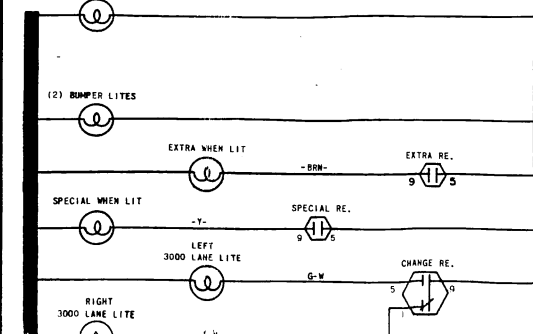 (2) BUMPER LITES
EXTRA WHEN LIT
-BRN-
EXTRA RE.
9 5
SPECIAL WHEN LIT
-Y-
SPECIAL RE.
9 5
LEFT
3000 LANE LITE
G-W
CHANGE RE.
5 9
1
RIGHT
3000 LANE LITE